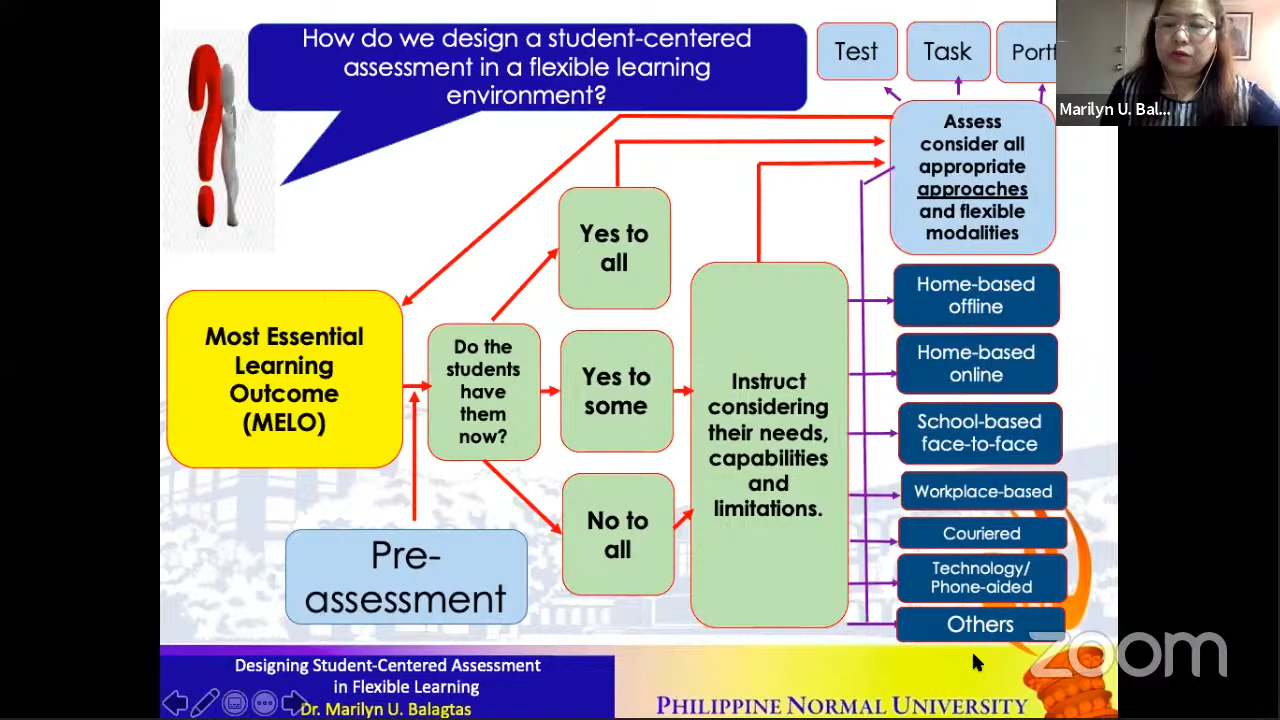 How do we design a student-centered
assessment in a flexible learning
environment?
Test
Task
Marilyn U. Bal...
Assess
consider all
appropriate
approaches
and flexible
modalities
Yes to
all
Most Essential
Learning
Outcome
(MELO)
Do the
students
have
them
now?
Yes to
some
No to
all
Instruct
considering
their needs,
capabilities
and
limitations.
Home-based
offline
Home-based
online
School-based
face-to-face
Workplace-based
Couriered
Technology/
Phone-aided
Others
Pre-
assessment
zoom
Designing Student-Centered Assessment
in Flexible Learning
Dr. Marilyn U. Balagtas
PHILIPPINE NORMAL UNIVERSITY